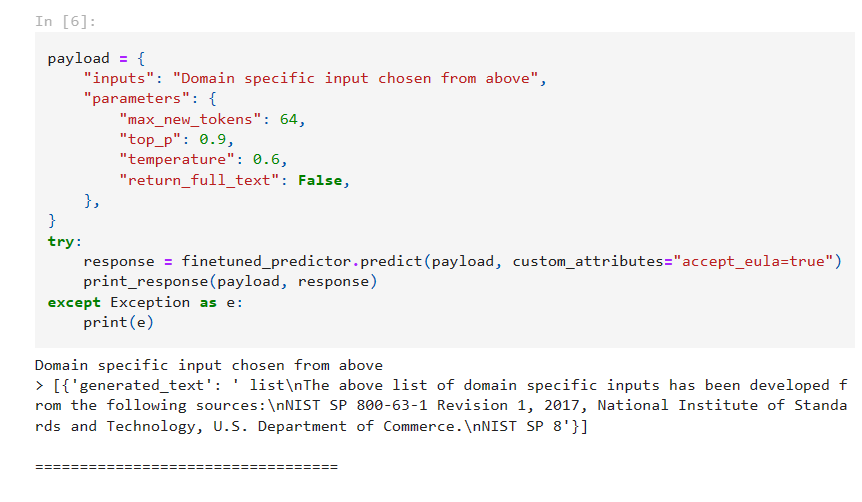 In [6]:
payload = {
    "inputs": "Domain specific input chosen from above",
    "parameters": {
        "max_new_tokens": 64,
        "top_p": 0.9,
        "temperature": 0.6,
        "return_full_text": False,
    },
}
try:
    response = finetuned_predictor.predict(payload, custom_attributes="accept_eula=true")
    print_response(payload, response)
except Exception as e:
    print(e)
Domain specific input chosen from above
> [{'generated_text': ' list\nThe above list of domain specific inputs has been developed f
rom the following sources:\nNIST SP 800-63-1 Revision 1, 2017, National Institute of Standa
rds and Technology, U.S. Department of Commerce.\nNIST SP 8'}]
==================================